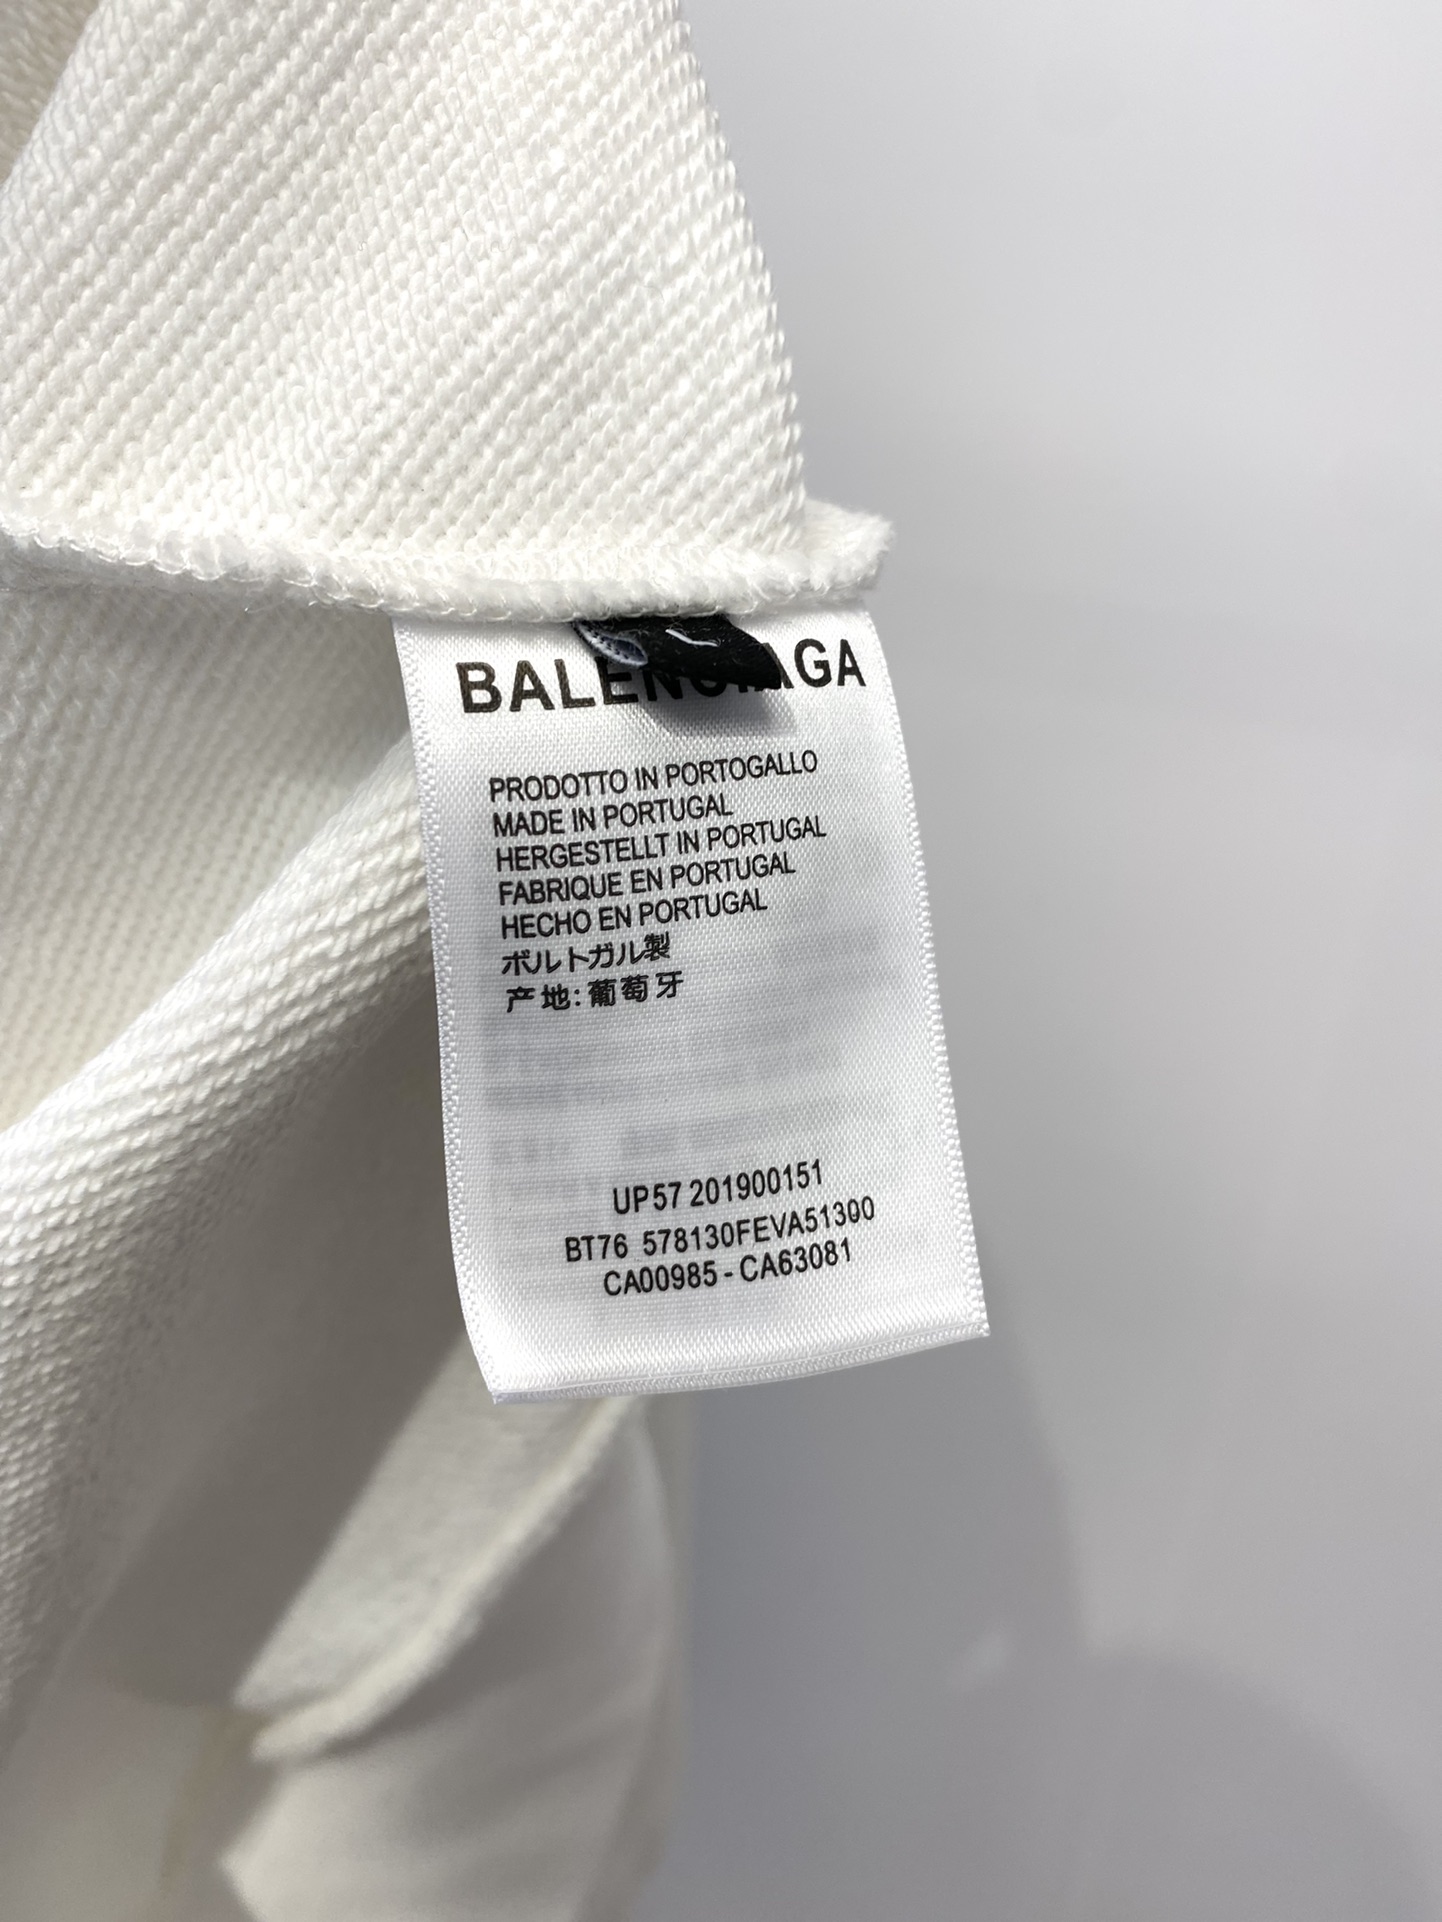 BALENCIAGA
PRODOTTO IN PORTOGALLO
MADE IN PORTUGAL
HERGESTELLT IN PORTUGAL
FABRIQUE EN PORTUGAL
HECHO EN PORTUGAL
ボルトガル製
产地:葡萄牙
UP57 201900151
BT76 578130FEVA51300
CA00985 - CA63081